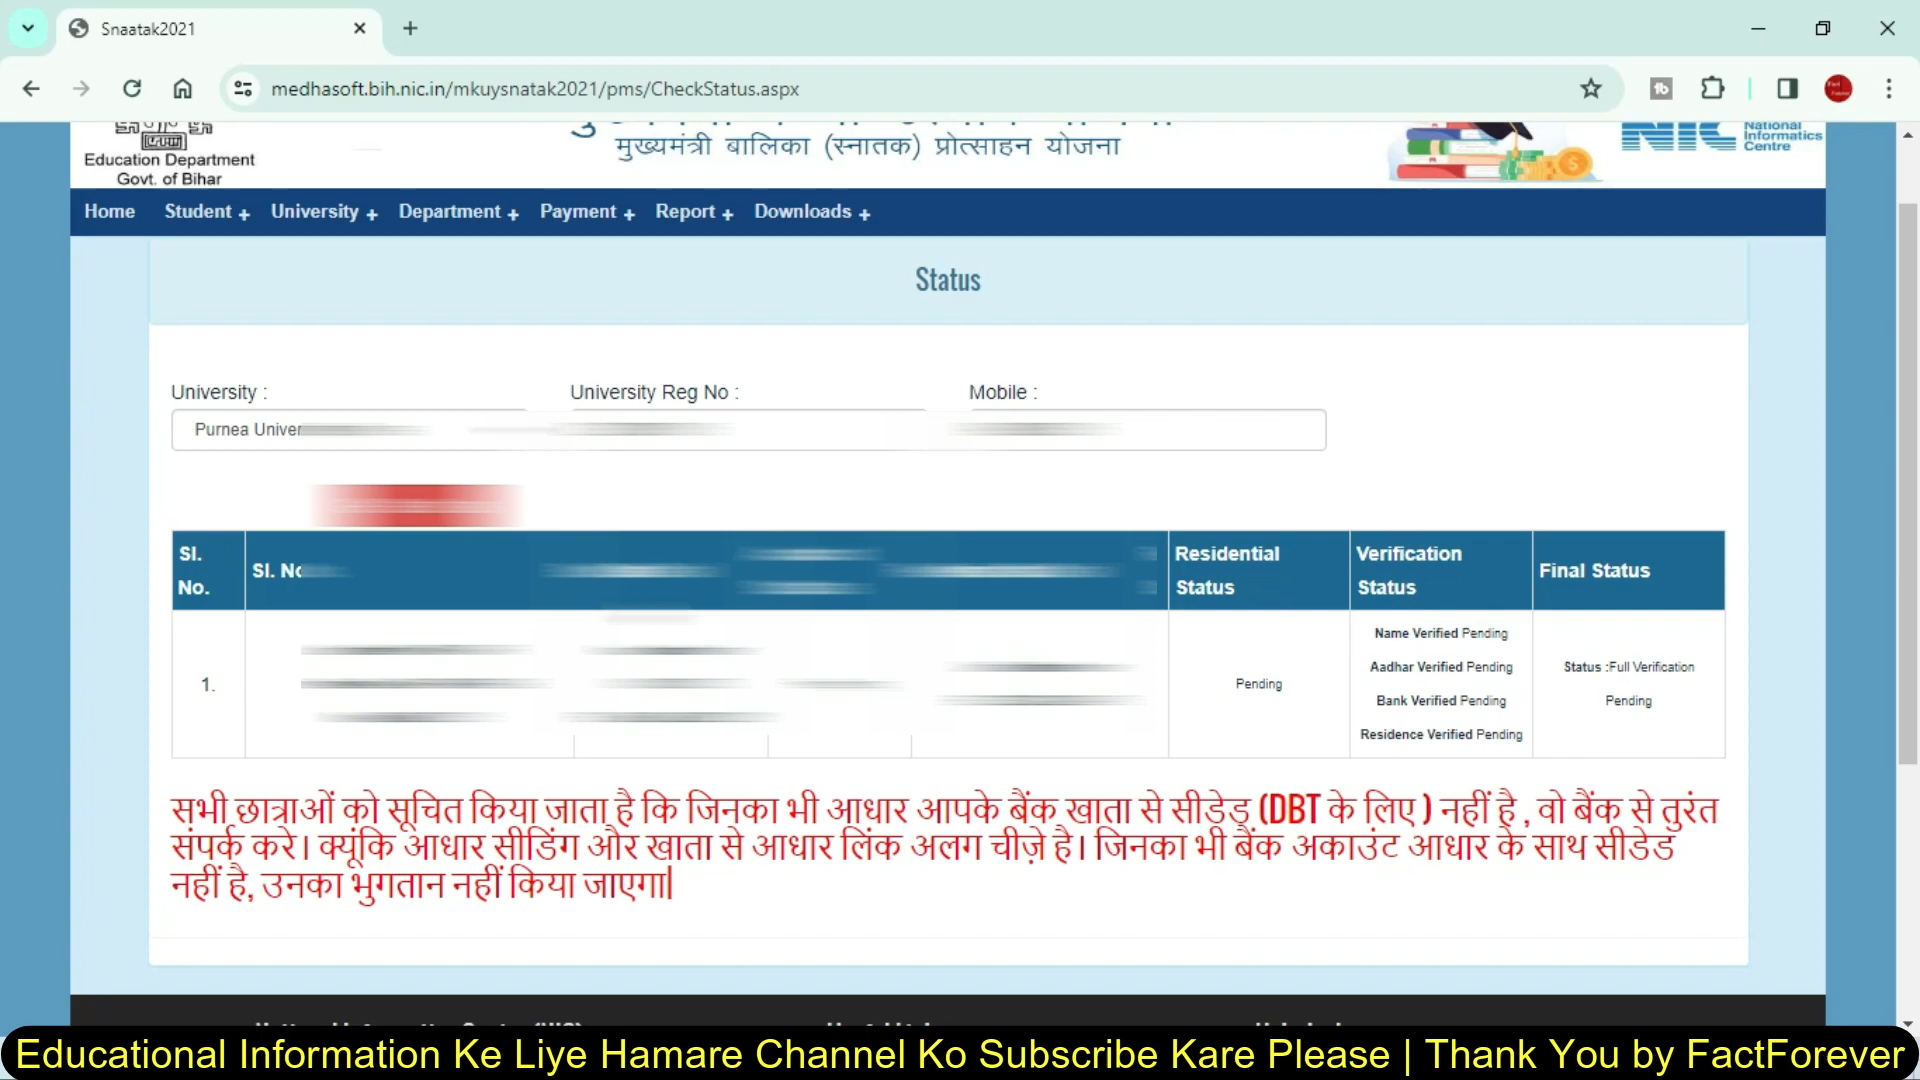 Snaatak2021
medhasoft.bih.nic.in/mkuysnatak2021/pms/CheckStatus.aspx
Education Department
Govt. of Bihar
मुख्यमंत्री बालिका (स्नातक) प्रोत्साहन योजना
NIC National
Informatics
Centre
Home Student + University + Department + Payment + Report + Downloads +
Status
University : University Reg No : Mobile :
Purnea
Sl. No. Sl. Residential Status Verification Status Final Status
1. Pending
Name Verified Pending
Aadhar Verified Pending
Bank Verified Pending
Residence Verified Pending
Status :Full Verification
Pending
सभी छात्राओं को सूचित किया जाता है कि जिनका भी आधार आपके बैंक खाता से सीडेड़ (DBT के लिए ) नहीं है , वो बैंक से तुरंत
संपर्क करे। क्यूंकि आधार सीडिंग और खाता से आधार लिंक अलग चीज़े है। जिनका भी बैंक अकाउंट आधार के साथ सीडेड
नहीं है, उनका भुगतान नहीं किया जाएगा|
Educational Information Ke Liye Hamare Channel Ko Subscribe Kare Please | Thank You by FactForever